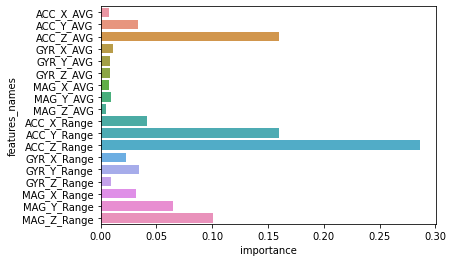 features_names
ACC_X_AVG
ACC_Y_AVG
ACC_Z_AVG
GYR_X_AVG
GYR_Y_AVG
GYR_Z_AVG
MAG_X_AVG
MAG_Y_AVG
MAG_Z_AVG
ACC_X_Range
ACC_Y_Range
ACC_Z_Range
GYR_X_Range
GYR_Y_Range
GYR_Z_Range
MAG_X_Range
MAG_Y_Range
MAG_Z_Range
0.00 0.05 0.10 0.15 0.20 0.25 0.30
importance